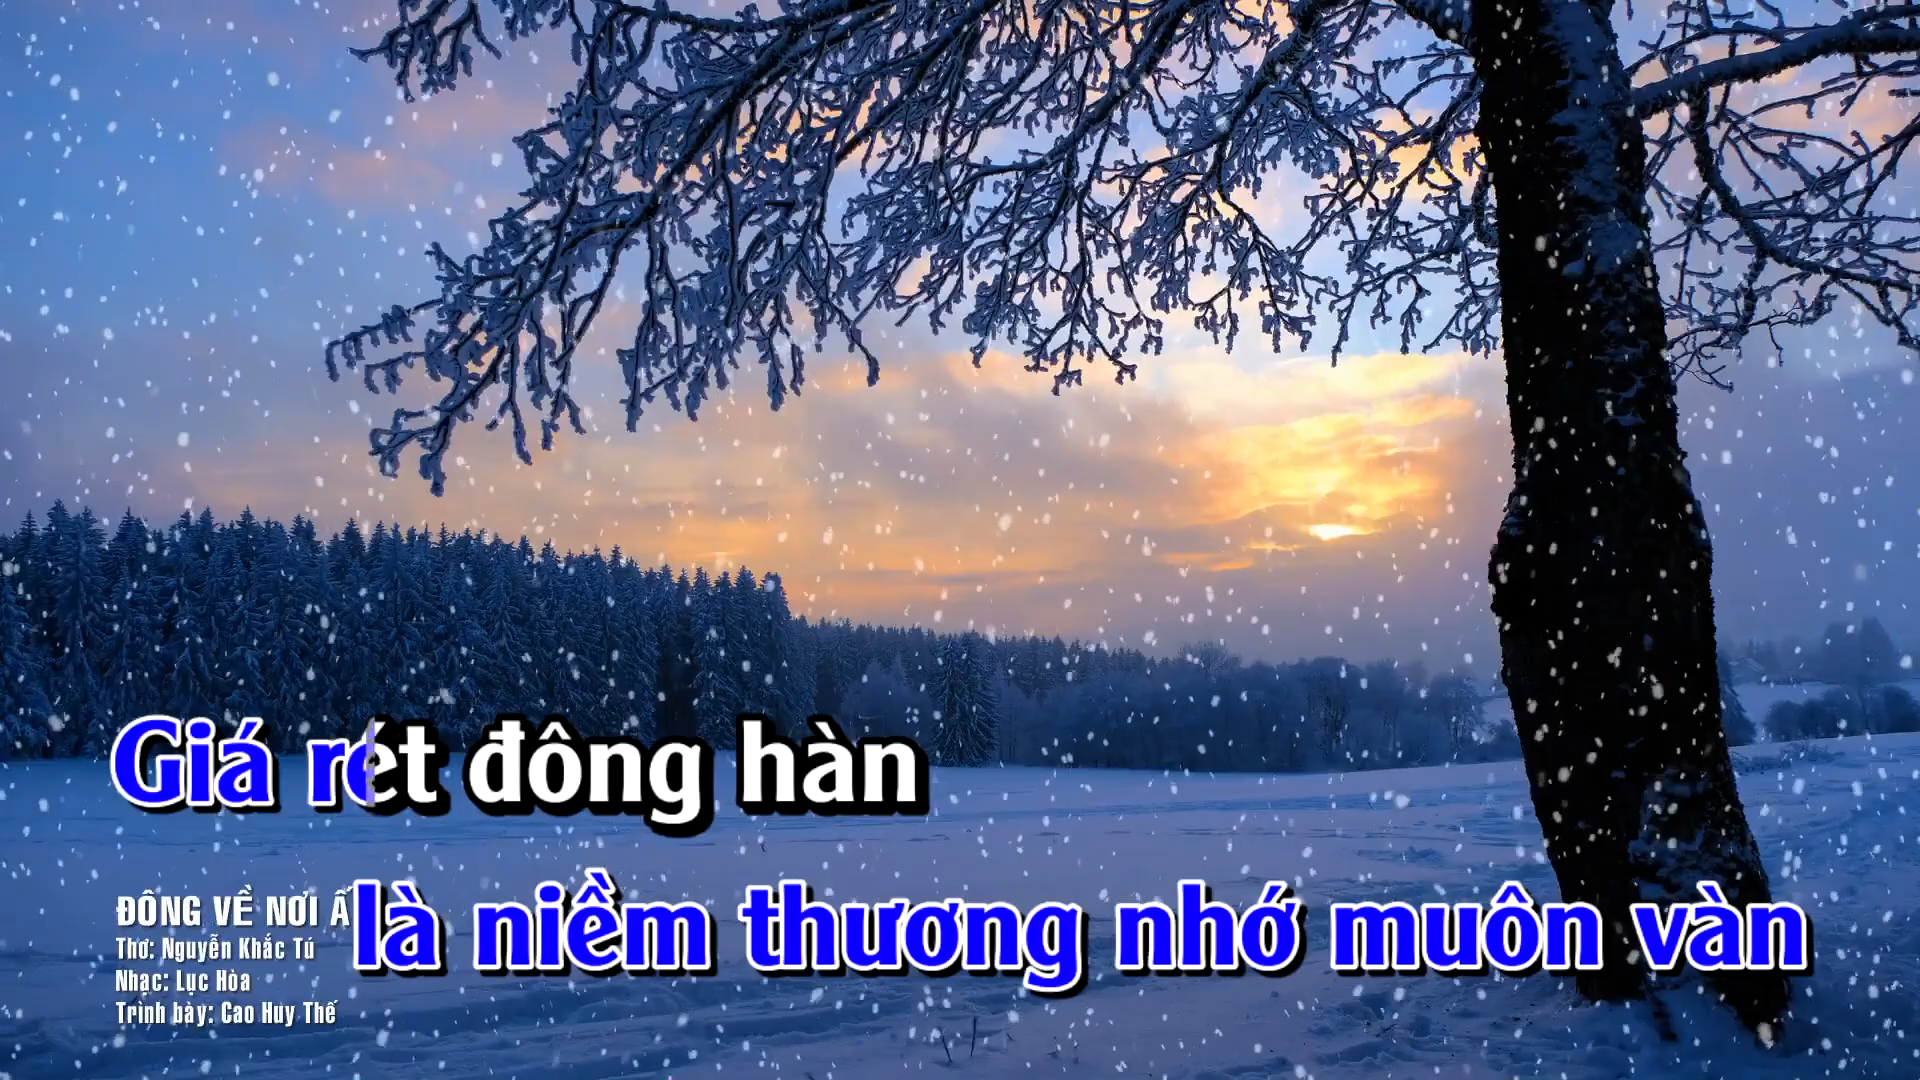 Giá rét đông hàn
là niềm thương nhớ muôn vàn
ĐÔNG VỀ NƠI
Thơ: Nguyễn Khắc Tú
Nhạc: Lục Hòa
Trình bày: Cao Huy Thế